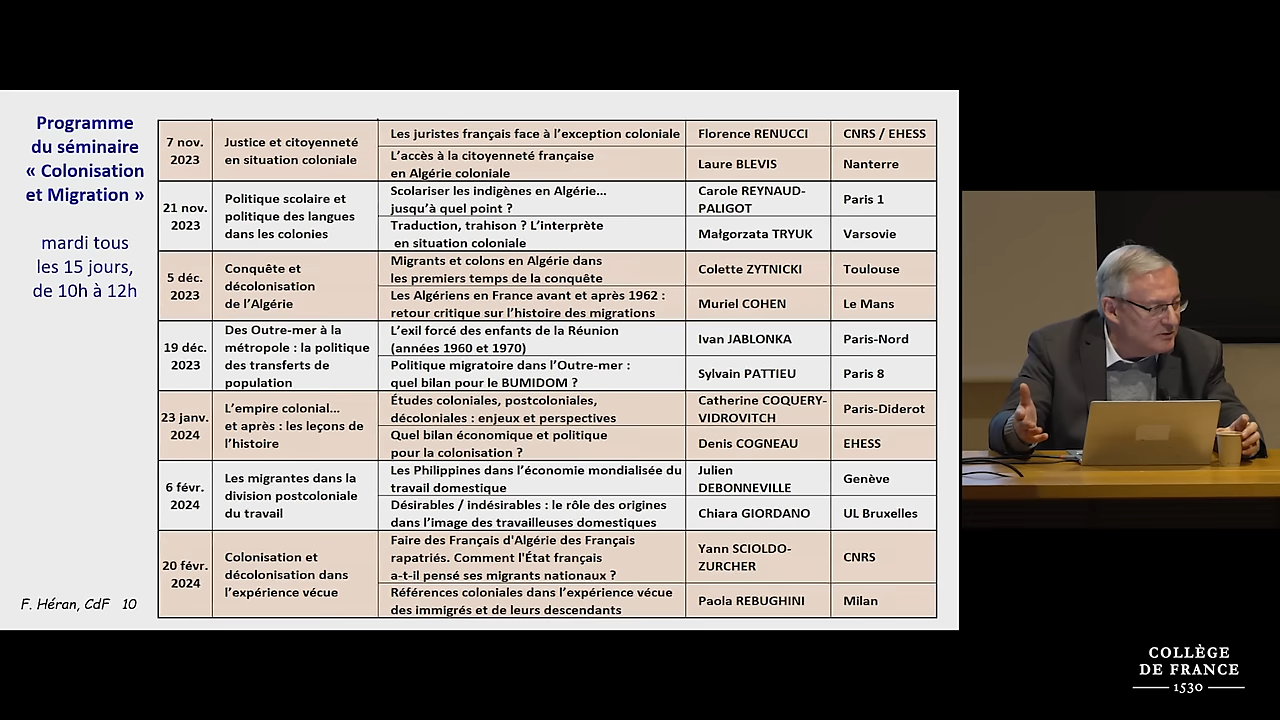 Programme
du séminaire
« Colonisation
et Migration »
mardi tous
les 15 jours,
de 10h à 12h
7 nov.
2023
Justice et citoyenneté
en situation coloniale
Les juristes français face à l'exception coloniale
Florence RENUCCI
CNRS / EHESS
L'accès à la citoyenneté française
en Algérie coloniale
Laure BLEVIS
Nanterre
21 nov.
2023
Politique scolaire et
politique des langues
dans les colonies
Scolariser les indigènes en Algérie...
jusqu'à quel point ?
Carole REYNAUD-
PALIGOT
Paris 1
Traduction, trahison ? L'interprète
en situation coloniale
Małgorzata TRYUK
Varsovie
5 déc.
2023
Conquête et
décolonisation
de l'Algérie
Migrants et colons en Algérie dans
les premiers temps de la conquête
Colette ZYTNICKI
Toulouse
Les Algériens en France avant et après 1962 :
retour critique sur l'histoire des migrations
Muriel COHEN
Le Mans
19 déc.
2023
Des Outre-mer à la
métropole : la politique
des transferts de
population
L'exil forcé des enfants de la Réunion
(années 1960 et 1970)
Ivan JABLONKA
Paris-Nord
Politique migratoire dans l'Outre-mer :
quel bilan pour le BUMIDOM ?
Sylvain PATTIEU
Paris 8
23 janv.
2024
L'empire colonial...
et après : les leçons de
l'histoire
Études coloniales, postcoloniales,
décoloniales : enjeux et perspectives
Catherine COQUERY-
VIDROVITCH
Paris-Diderot
Quel bilan économique et politique
pour la colonisation ?
Denis COGNEAU
EHESS
6 févr.
2024
Les migrantes dans la
division postcoloniale
du travail
Les Philippines dans l'économie mondialisée du
travail domestique
Julien
DEBONNEVILLE
Genève
Désirables / indésirables : le rôle des origines
dans l'image des travailleuses domestiques
Chiara GIORDANO
UL Bruxelles
20 févr.
2024
Colonisation et
décolonisation dans
l'expérience vécue
Faire des Français d'Algérie des Français
rapatriés. Comment l'État français
a-t-il pensé ses migrants nationaux ?
Yann SCIOLDO-
ZURCHER
CNRS
Références coloniales dans l'expérience vécue
des immigrés et de leurs descendants
Paola REBUGHINI
Milan
F. Héran, CdF 10
COLLÈGE
DE FRANCE
1530